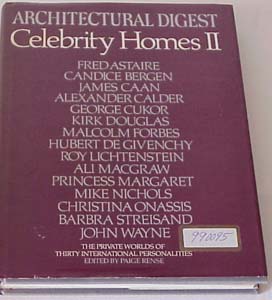 ARCHITECTURAL DIGEST
Celebrity Homes II
FRED ASTAIRE
CANDICE BERGEN
JAMES CAAN
ALEXANDER CALDER
GEORGE CUKOR
KIRK DOUGLAS
MALCOLM FORBES
HUBERT DE GIVENCHY
ROY LICHTENSTEIN
ALI MACGRAW
PRINCESS MARGARET
MIKE NICHOLS
CHRISTINA ONASSIS
BARBRA STREISAND
JOHN WAYNE
990095
THE PRIVATE WORLDS OF
THIRTY INTERNATIONAL PERSONALITIES
EDITED BY PAIGE RENSE